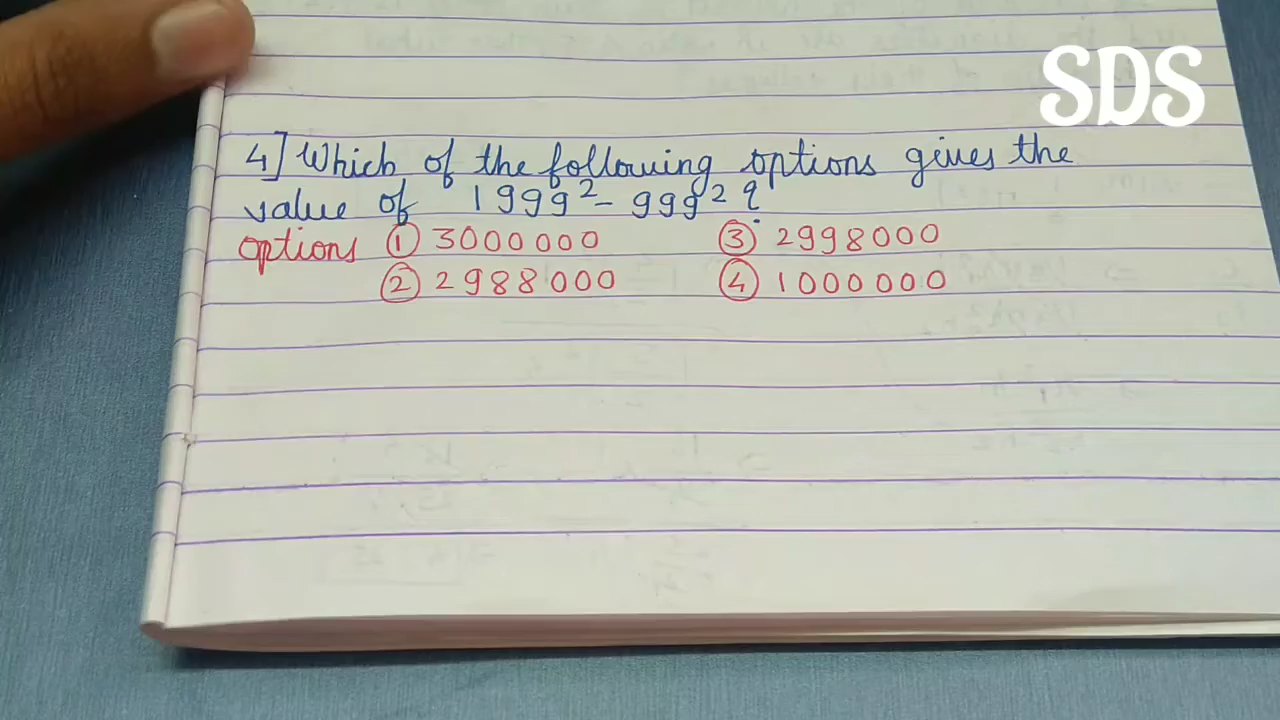 SDS
4] Which of the following options gives the
value of 1999² - 999² ?
options ① 3000000 ③ 2998000
② 2988000 ④ 1000000